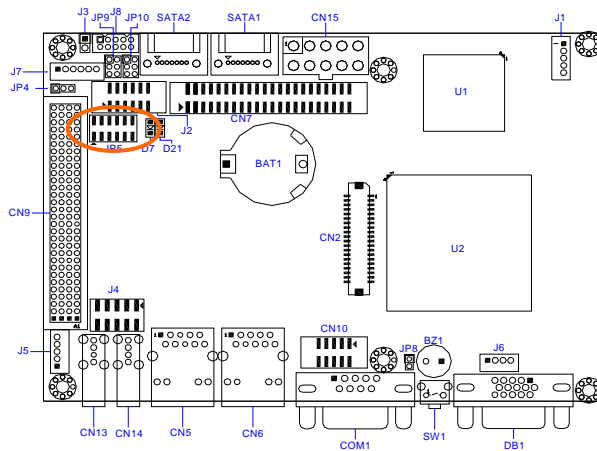 J3
J8
JP9
JP10
SATA2
SATA1
CN15
J1
J7
JP4
U1
CN7
J2
JP5
D7
D21
BAT1
CN9
CN2
U2
A1
J4
J5
CN10
JP8
BZ1
J6
CN13
CN14
CN5
CN6
COM1
SW1
DB1